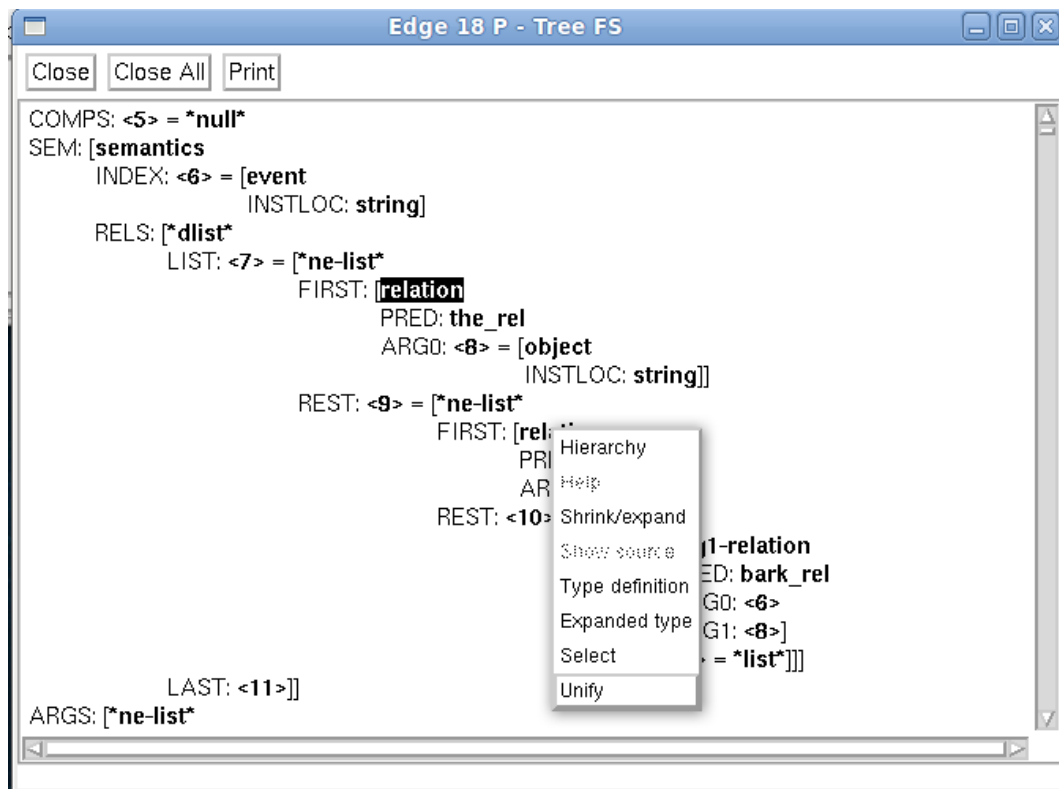 Edge 18 P - Tree FS
Close Close All Print
COMPS: <5> = *null*
SEM: [semantics
INDEX: <6> = [event
INSTLOC: string]
RELS: [*dlist*
LIST: <7> = [*ne-list*
FIRST: [relation
PRED: the_rel
ARG0: <8> = [object
INSTLOC: string]]
REST: <9> = [*ne-list*
FIRST: [rel
PR
AR
REST: <10>
Hierarchy
Help
Shrink/expand
Show source
Type definition
Expanded type
Select
Unify
1-relation
ED: bark_rel
G0: <6>
G1: <8>]
> = *list*]]]
LAST: <11>]]
ARGS: [*ne-list*